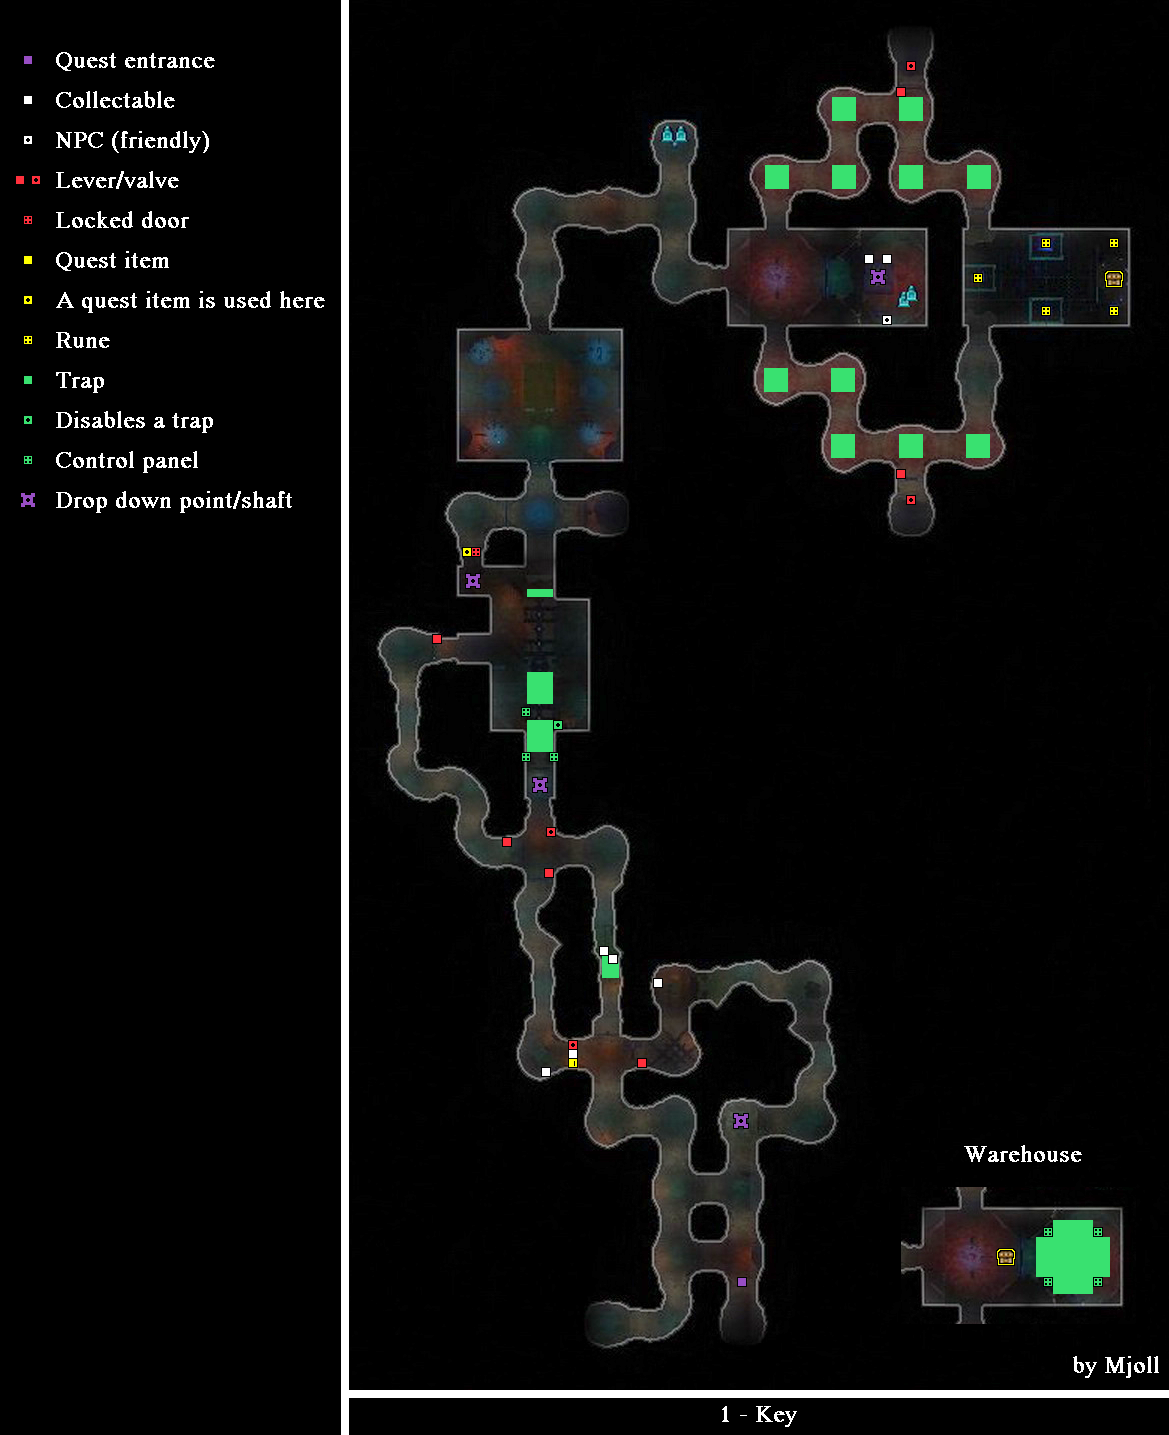 Quest entrance
Collectable
NPC (friendly)
Lever/valve
Locked door
Quest item
A quest item is used here
Rune
Trap
Disables a trap
Control panel
Drop down point/shaft
Warehouse
by Mjoll
1 - Key